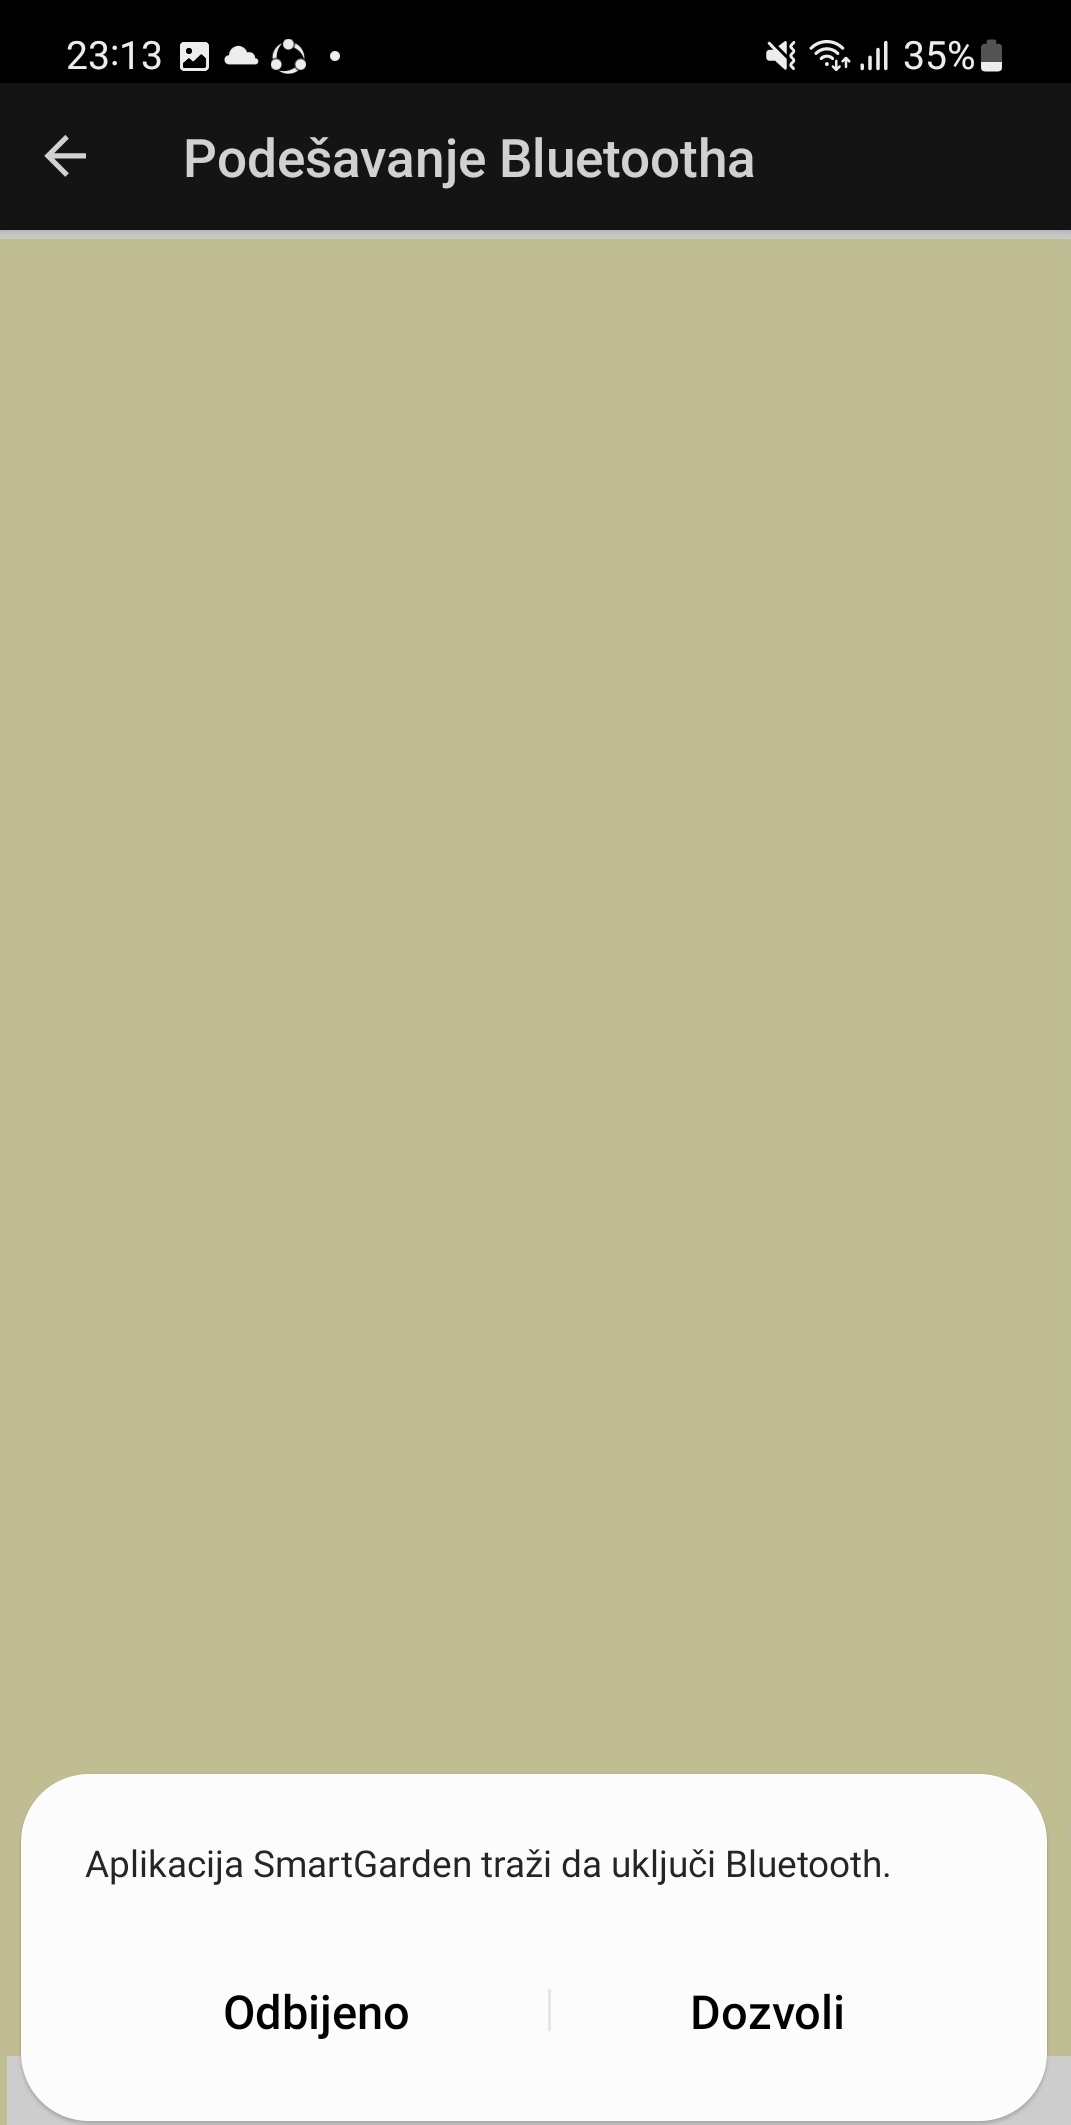 23:13 35%
Podešavanje Bluetootha
Aplikacija SmartGarden traži da uključi Bluetooth.
Odbijeno Dozvoli